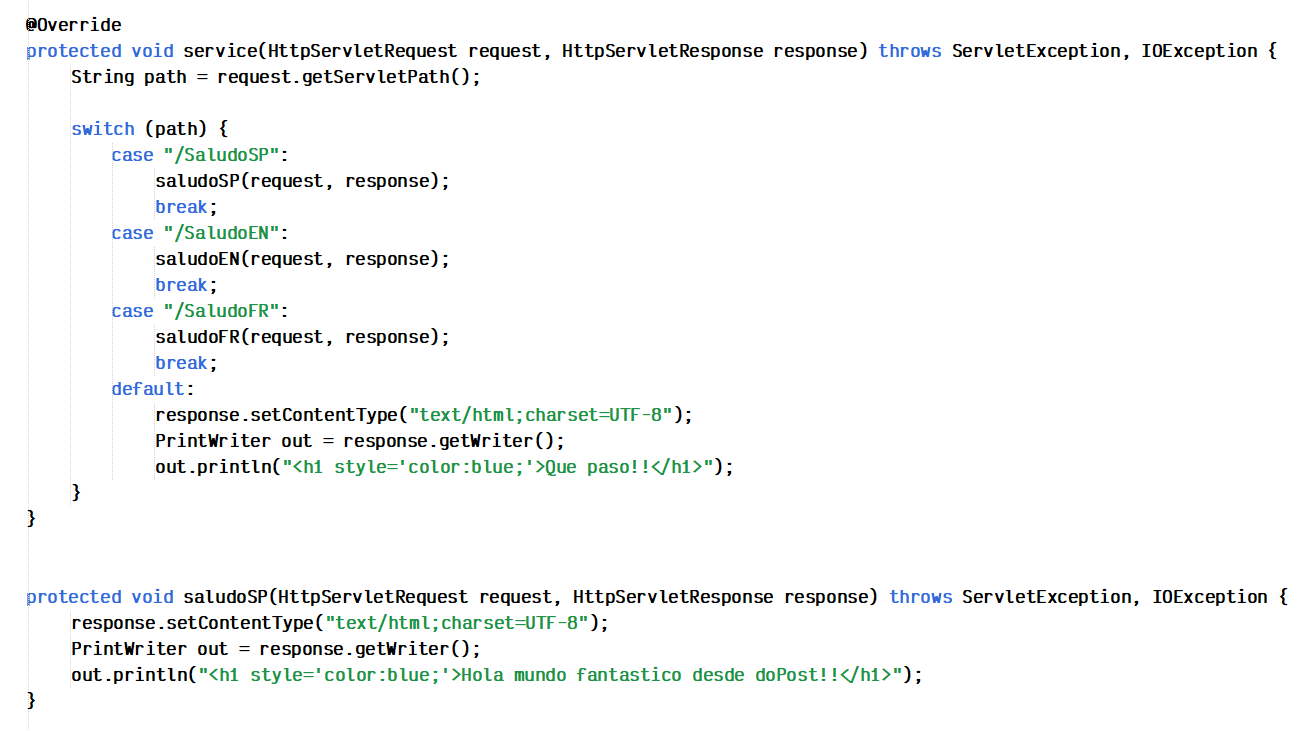 @Override
protected void service(HttpServletRequest request, HttpServletResponse response) throws ServletException, IOException {
    String path = request.getServletPath();

    switch (path) {
        case "/SaludoSP":
            saludoSP(request, response);
            break;
        case "/SaludoEN":
            saludoEN(request, response);
            break;
        case "/SaludoFR":
            saludoFR(request, response);
            break;
        default:
            response.setContentType("text/html;charset=UTF-8");
            PrintWriter out = response.getWriter();
            out.println("<h1 style='color:blue;'>Que paso!!</h1>");
    }
}

protected void saludoSP(HttpServletRequest request, HttpServletResponse response) throws ServletException, IOException {
    response.setContentType("text/html;charset=UTF-8");
    PrintWriter out = response.getWriter();
    out.println("<h1 style='color:blue;'>Hola mundo fantastico desde doPost!!</h1>");
}